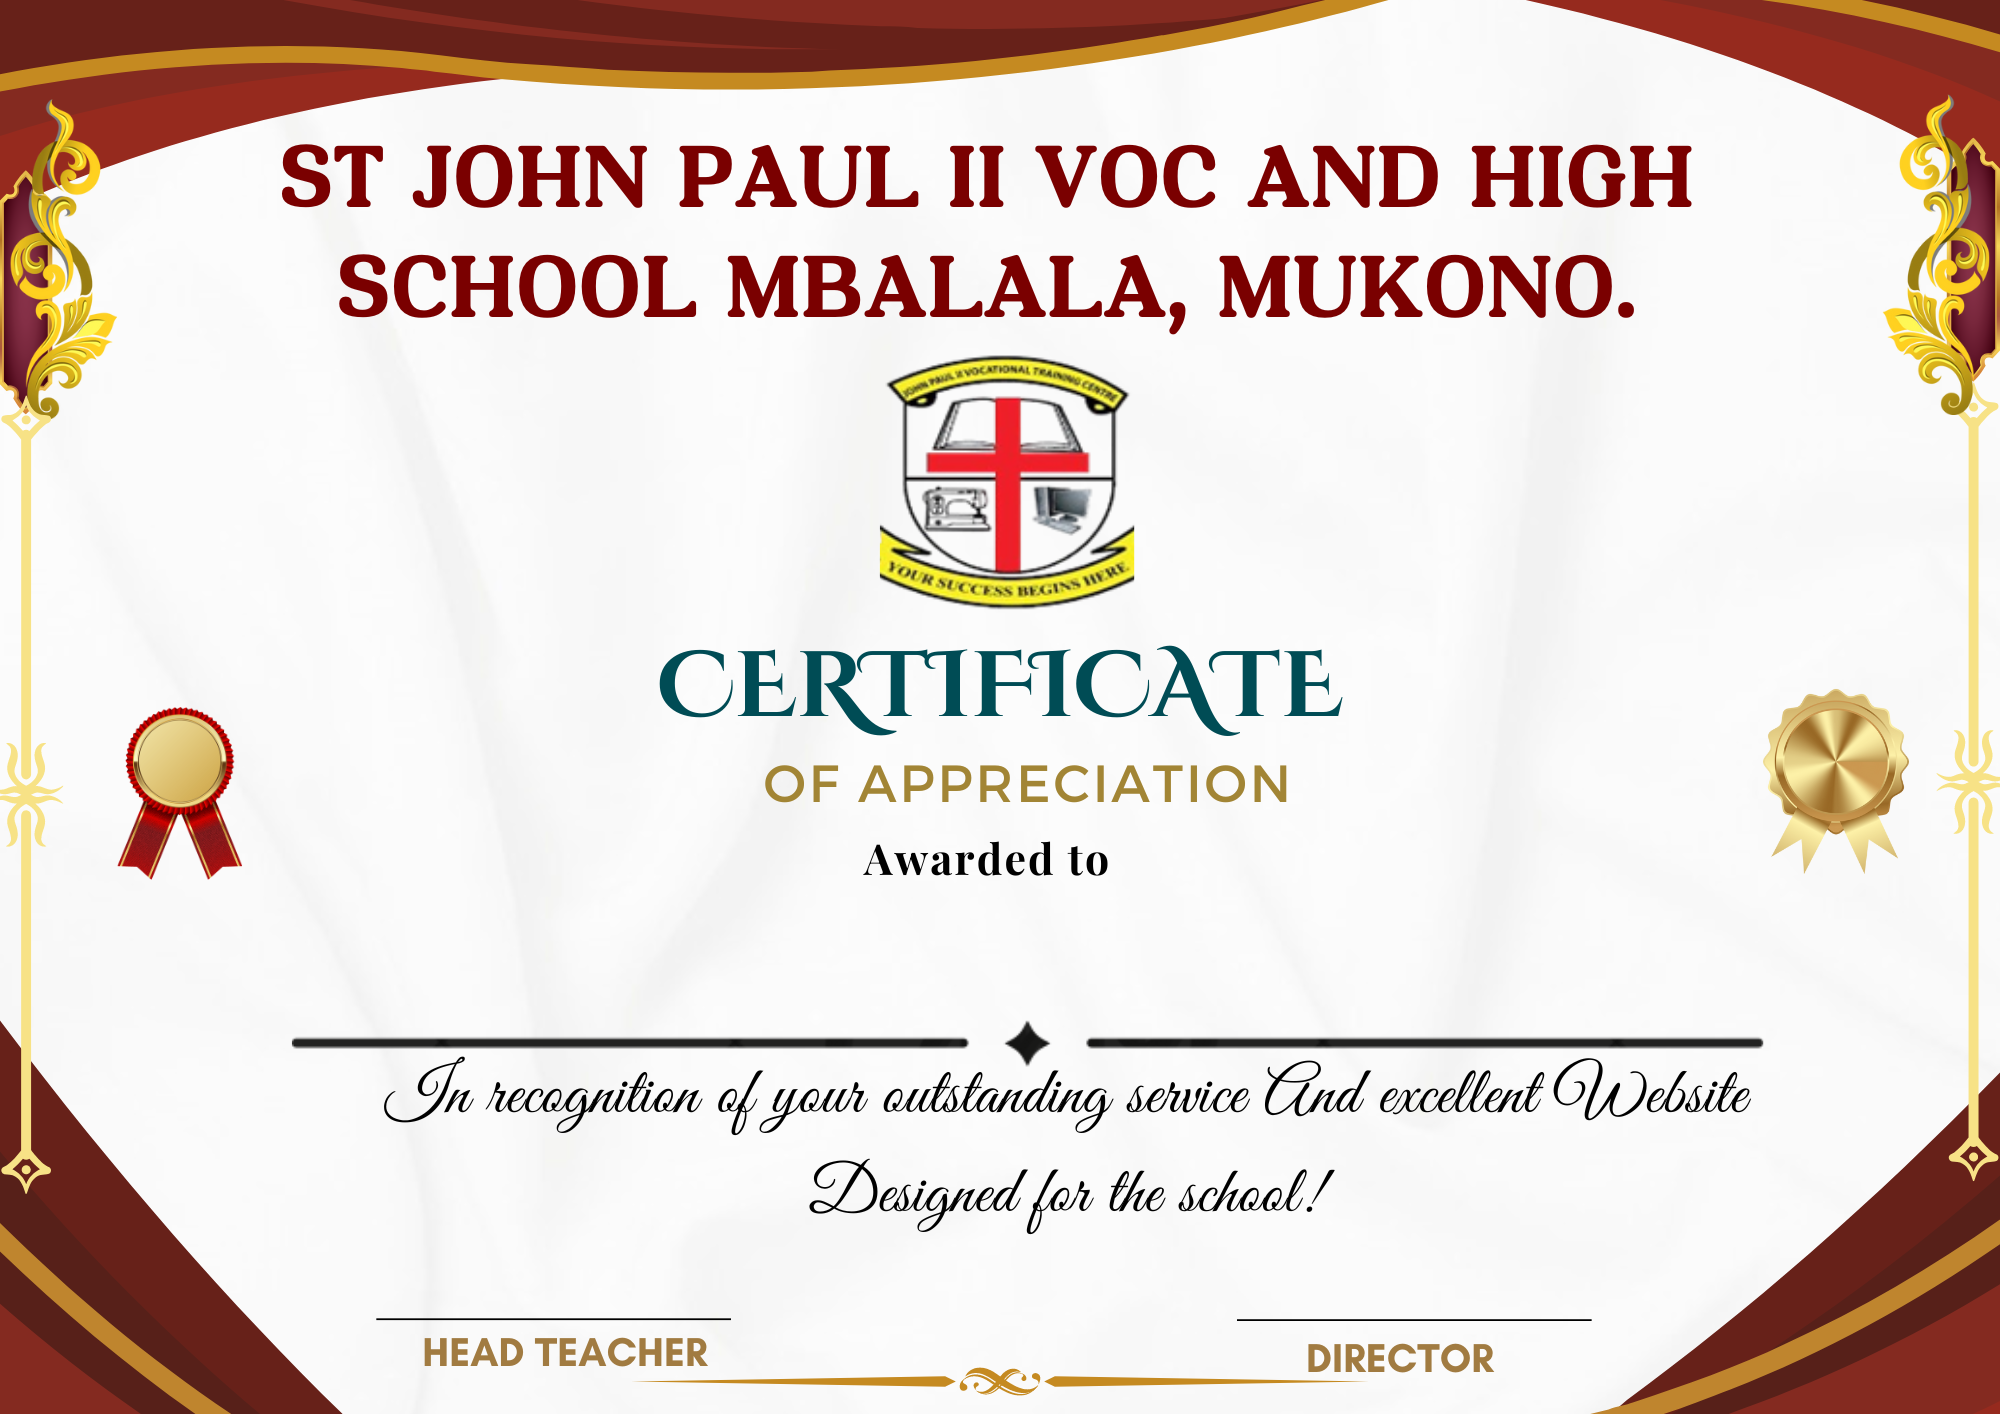 ST JOHN PAUL II VOC AND HIGH
SCHOOL MBALALA, MUKONO.
JOHN PAUL II VOCATIONAL TRAINING CENTRE
YOUR SUCCESS BEGINS HERE
CERTIFICATE
OF APPRECIATION
Awarded to
In recognition of your outstanding service And excellent Website
Designed for the school!
HEAD TEACHER
DIRECTOR